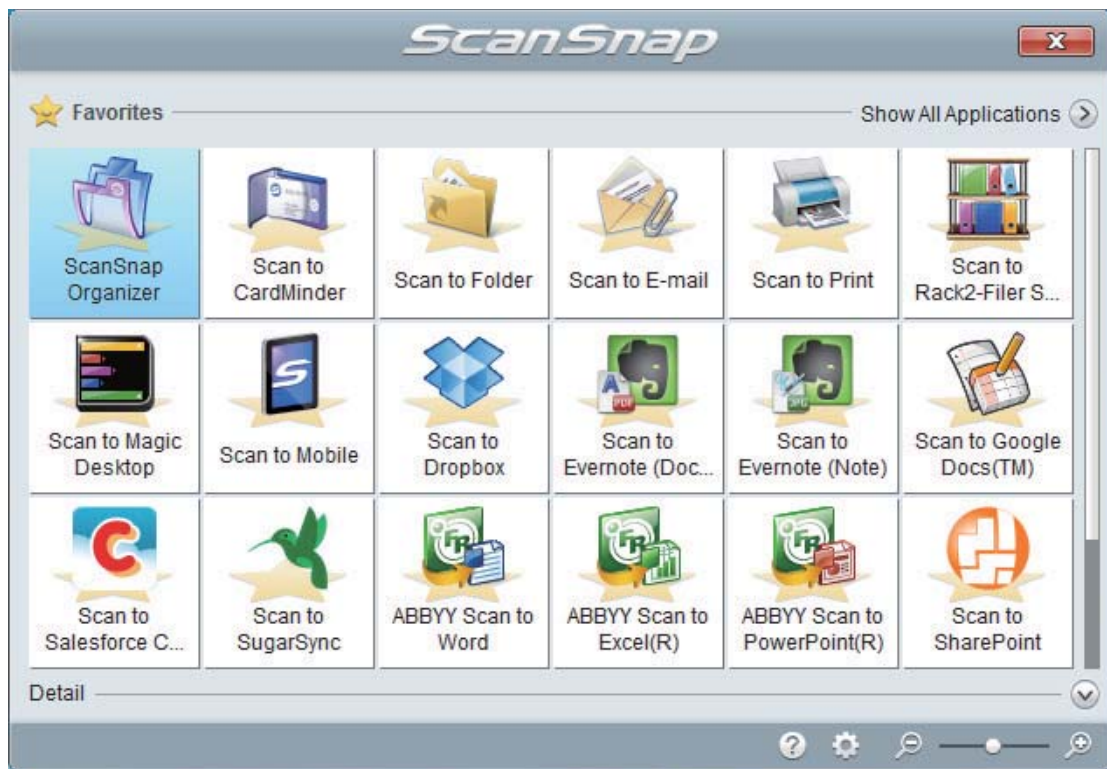 ScanSnap
Favorites
Show All Applications
ScanSnap
Organizer
Scan to
CardMinder
Scan to Folder
Scan to E-mail
Scan to Print
Scan to
Rack2-Filer S...
Scan to Magic
Desktop
Scan to Mobile
Scan to
Dropbox
Scan to
Evernote (Doc...
Scan to
Evernote (Note)
Scan to Google
Docs(TM)
Scan to
Salesforce C...
Scan to
SugarSync
ABBYY Scan to
Word
ABBYY Scan to
Excel(R)
ABBYY Scan to
PowerPoint(R)
Scan to
SharePoint
Detail